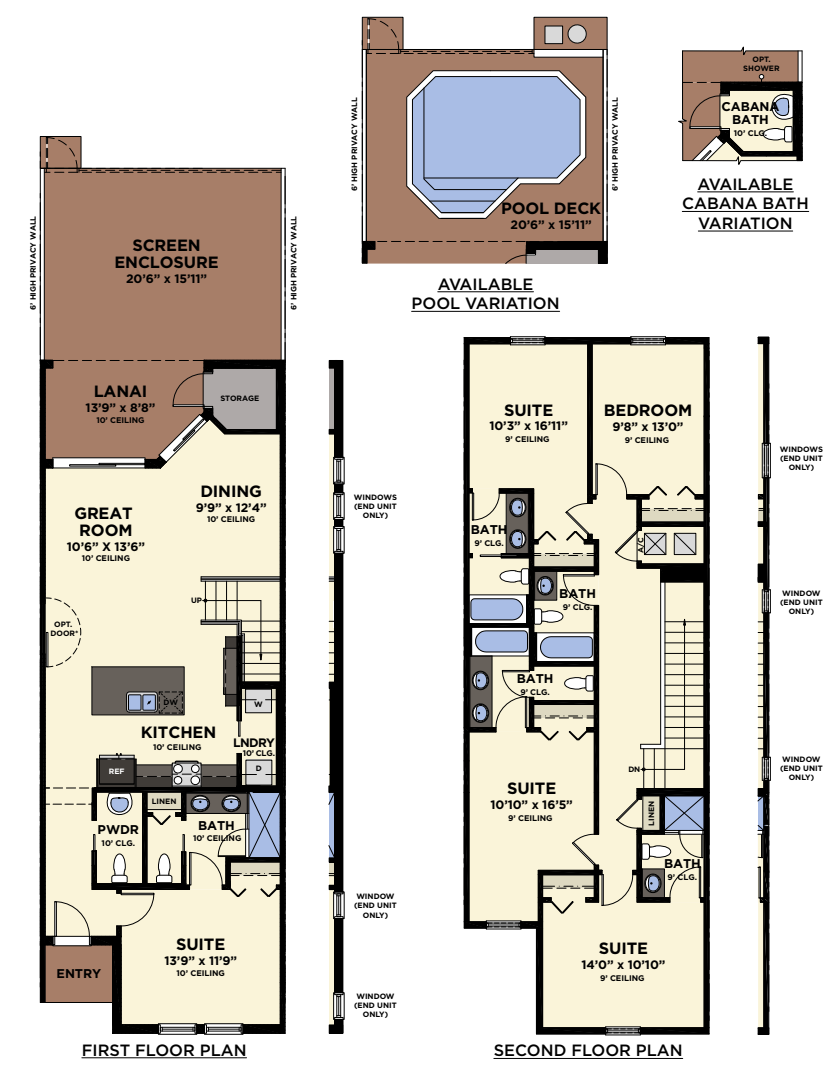 6' HIGH PRIVACY WALL
6' HIGH PRIVACY WALL
POOL DECK
20'6" x 15'11"
AVAILABLE
POOL VARIATION
OPT.
SHOWER
CABANA
BATH
10' CLG.
AVAILABLE
CABANA BATH
VARIATION
6' HIGH PRIVACY WALL
SCREEN
ENCLOSURE
20'6" x 15'11"
6' HIGH PRIVACY WALL
LANAI
13'9" x 8'8"
10' CEILING
STORAGE
DINING
9'9" x 12'4"
10' CEILING
GREAT
ROOM
10'6" X 13'6"
10' CEILING
WINDOWS
(END UNIT
ONLY)
UP
OPT.
DOOR*
DW
W
KITCHEN
10' CEILING
LNDRY
10' CLG.
REF
D
LINEN
PWDR
10' CLG.
BATH
10' CEILING
SUITE
13'9" x 11'9"
10' CEILING
ENTRY
WINDOW
(END UNIT
ONLY)
WINDOW
(END UNIT
ONLY)
FIRST FLOOR PLAN
SUITE
10'3" x 16'11"
9' CEILING
BEDROOM
9'8" x 13'0"
9' CEILING
WINDOWS
(END UNIT
ONLY)
BATH
9' CLG.
A/C
BATH
9' CLG.
WINDOW
(END UNIT
ONLY)
BATH
9' CLG.
DN
WINDOW
(END UNIT
ONLY)
SUITE
10'10" x 16'5"
9' CEILING
LINEN
BATH
9' CLG.
SUITE
14'0" x 10'10"
9' CEILING
SECOND FLOOR PLAN